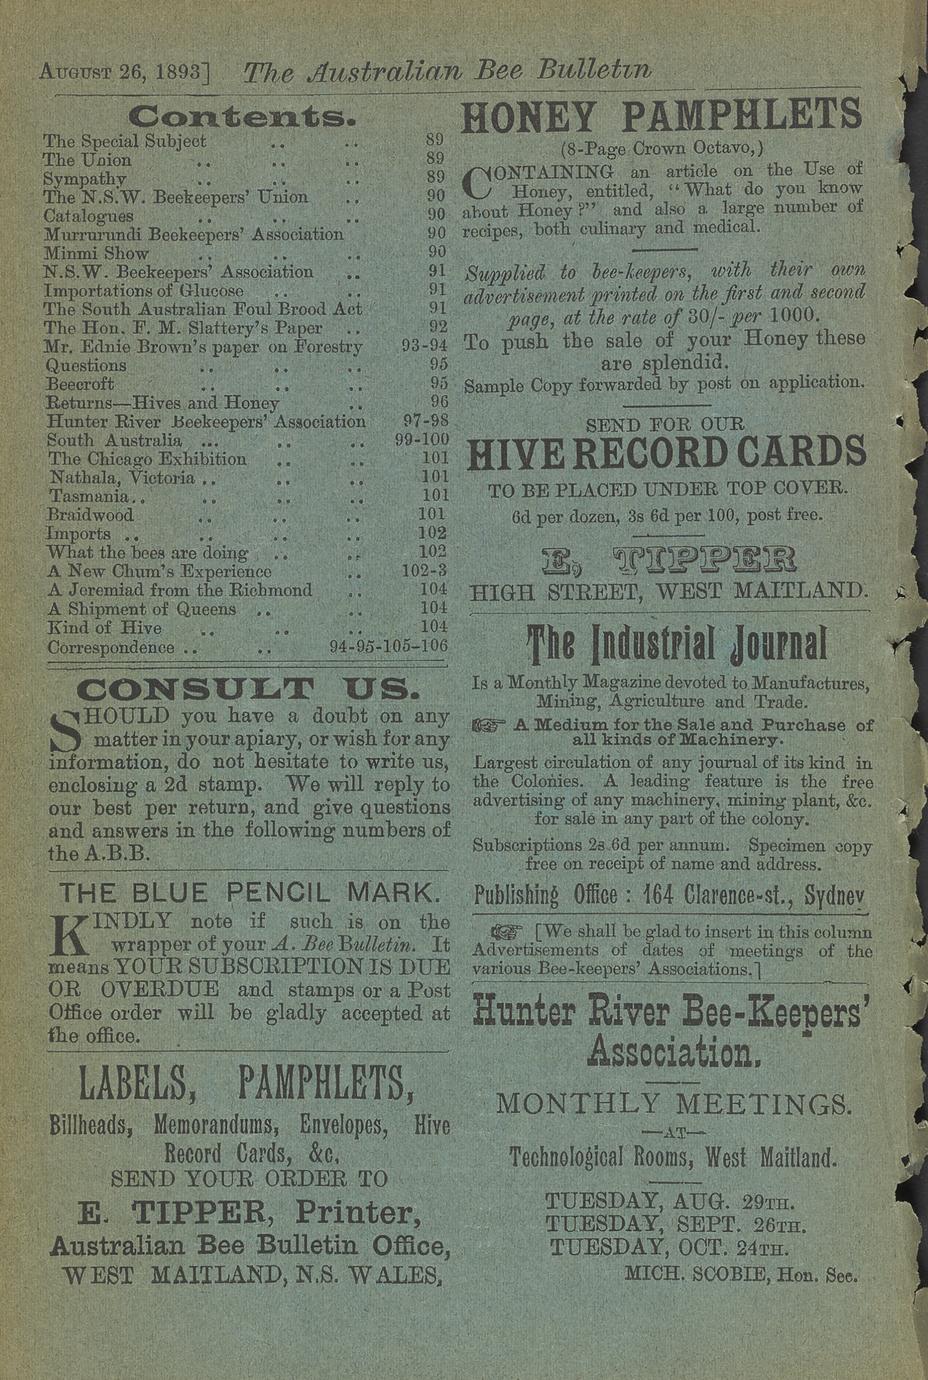 AUGUST 26, 1893] The Australian Bee Bulletin
Contents.
The Special Subject .. .. 89
The Union .. .. .. 89
Sympathy .. .. .. 89
The N.S.W. Beekeepers' Union .. 90
Catalogues .. .. .. 90
Murrurundi Beekeepers' Association 90
Minmi Show .. .. .. 90
N.S.W. Beekeepers' Association .. 91
Importations of Glucose .. .. 91
The South Australian Foul Brood Act 91
The Hon. F. M. Slattery's Paper .. 92
Mr. Ednie Brown's paper on Forestry 93-94
Questions .. .. .. 95
Beecroft .. .. .. 95
Returns—Hives and Honey .. 96
Hunter River Beekeepers' Association 97-98
South Australia ... .. .. 99-100
The Chicago Exhibition .. .. 101
Nathala, Victoria .. .. .. 101
Tasmania.. .. .. .. 101
Braidwood .. .. .. 101
Imports .. .. .. .. 102
What the bees are doing .. .. 102
A New Chum's Experience .. 102-3
A Jeremiad from the Richmond .. 104
A Shipment of Queens .. .. 104
Kind of Hive .. .. .. 104
Correspondence .. .. 94-95-105-106
CONSULT US.
SHOULD you have a doubt on any
matter in your apiary, or wish for any
information, do not hesitate to write us,
enclosing a 2d stamp. We will reply to
our best per return, and give questions
and answers in the following numbers of
the A.B.B.
THE BLUE PENCIL MARK.
KINDLY note if such is on the
wrapper of your A. Bee Bulletin. It
means YOUR SUBSCRIPTION IS DUE
OR OVERDUE and stamps or a Post
Office order will be gladly accepted at
the office.
LABELS, PAMPHLETS,
Billheads, Memorandums, Envelopes, Hive
Record Cards, &c.
SEND YOUR ORDER TO
E. TIPPER, Printer,
Australian Bee Bulletin Office,
WEST MAITLAND, N.S. WALES,
HONEY PAMPHLETS
(8-Page Crown Octavo,)
CONTAINING an article on the Use of
Honey, entitled, "What do you know
about Honey?" and also a large number of
recipes, both culinary and medical.
Supplied to bee-keepers, with their own
advertisement printed on the first and second
page, at the rate of 30/- per 1000.
To push the sale of your Honey these
are splendid.
Sample Copy forwarded by post on application.
SEND FOR OUR
HIVE RECORD CARDS
TO BE PLACED UNDER TOP COVER.
6d per dozen, 3s 6d per 100, post free.
E, TIPPER
HIGH STREET, WEST MAITLAND.
The Industrial Journal
Is a Monthly Magazine devoted to Manufactures,
Mining, Agriculture and Trade.
☞ A Medium for the Sale and Purchase of
all kinds of Machinery.
Largest circulation of any journal of its kind in
the Colonies. A leading feature is the free
advertising of any machinery, mining plant, &c.
for sale in any part of the colony.
Subscriptions 2s 6d per annum. Specimen copy
free on receipt of name and address.
Publishing Office : 164 Clarence-st., Sydney
☞ [We shall be glad to insert in this column
Advertisements of dates of meetings of the
various Bee-keepers' Associations.]
Hunter River Bee-Keepers'
Association.
MONTHLY MEETINGS.
—AT—
Technological Rooms, West Maitland.
TUESDAY, AUG. 29TH.
TUESDAY, SEPT. 26TH.
TUESDAY, OCT. 24TH.
MICH. SCOBIE, Hon. Sec.